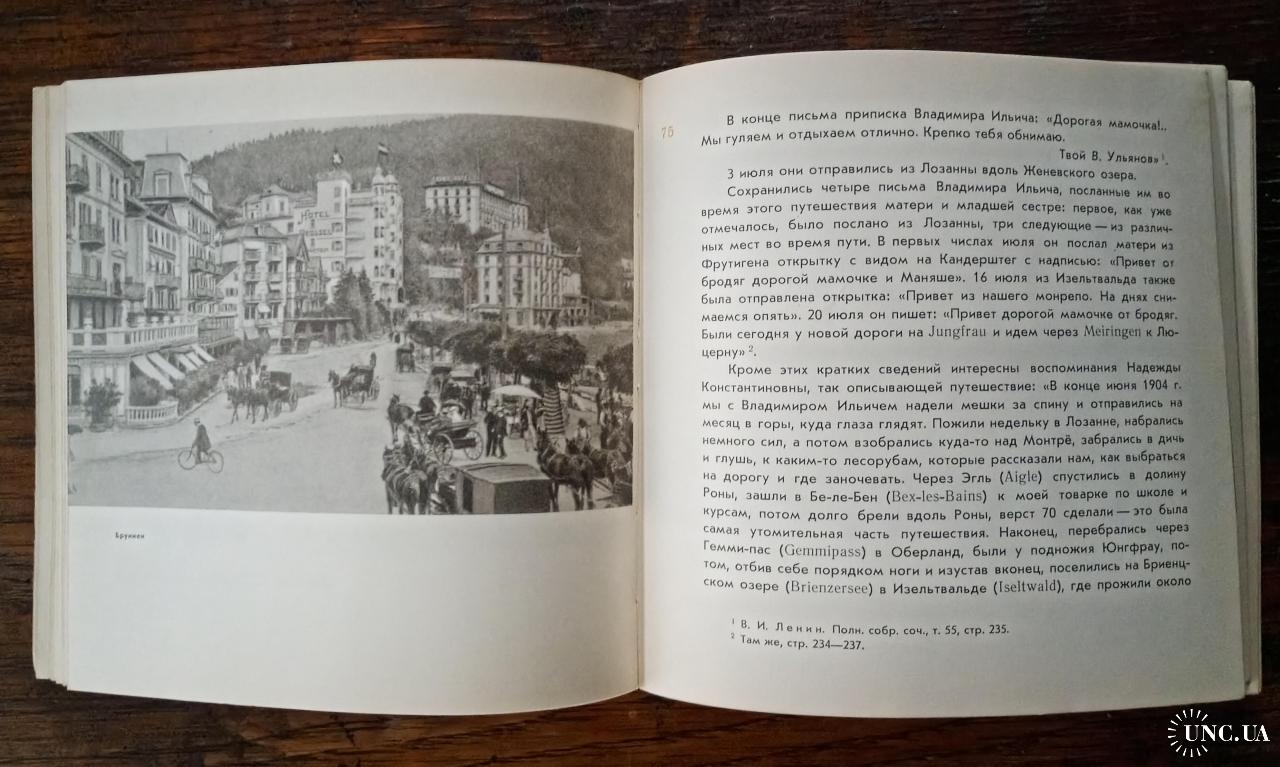 HOTEL
Бруннен
75
В конце письма приписка Владимира Ильича: «Дорогая мамочка!..
Мы гуляем и отдыхаем отлично. Крепко тебя обнимаю.
Твой В. Ульянов» 1.
3 июля они отправились из Лозанны вдоль Женевского озера.
Сохранились четыре письма Владимира Ильича, посланные им во
время этого путешествия матери и младшей сестре: первое, как уже
отмечалось, было послано из Лозанны, три следующие — из различ-
ных мест во время пути. В первых числах июля он послал матери из
Фрутигена открытку с видом на Кандерштег с надписью: «Привет от
бродяг дорогой мамочке и Маняше». 16 июля из Изельтвальда также
была отправлена открытка: «Привет из нашего монрепо. На днях сни-
маемся опять». 20 июля он пишет: «Привет дорогой мамочке от бродяг.
Были сегодня у новой дороги на Jungfrau и идем через Meiringen к Лю-
церну» 2.
Кроме этих кратких сведений интересны воспоминания Надежды
Константиновны, так описывающей путешествие: «В конце июня 1904 г.
мы с Владимиром Ильичем надели мешки за спину и отправились на
месяц в горы, куда глаза глядят. Пожили недельку в Лозанне, набрались
немного сил, а потом взобрались куда-то над Монтрё, забрались в дичь
и глушь, к каким-то лесорубам, которые рассказали нам, как выбраться
на дорогу и где заночевать. Через Эгль (Aigle) спустились в долину
Роны, зашли в Бе-ле-Бен (Bex-les-Bains) к моей товарке по школе и
курсам, потом долго брели вдоль Роны, верст 70 сделали — это была
самая утомительная часть путешествия. Наконец, перебрались через
Гемми-пас (Gemmipass) в Оберланд, были у подножия Юнгфрау, по-
том, отбив себе порядком ноги и изустав вконец, поселились на Бриенц-
ском озере (Brienzersee) в Изельтвальде (Iseltwald), где прожили около
1 В. И. Ленин. Полн. собр. соч., т. 55, стр. 235.
2 Там же, стр. 234—237.
UNC.UA